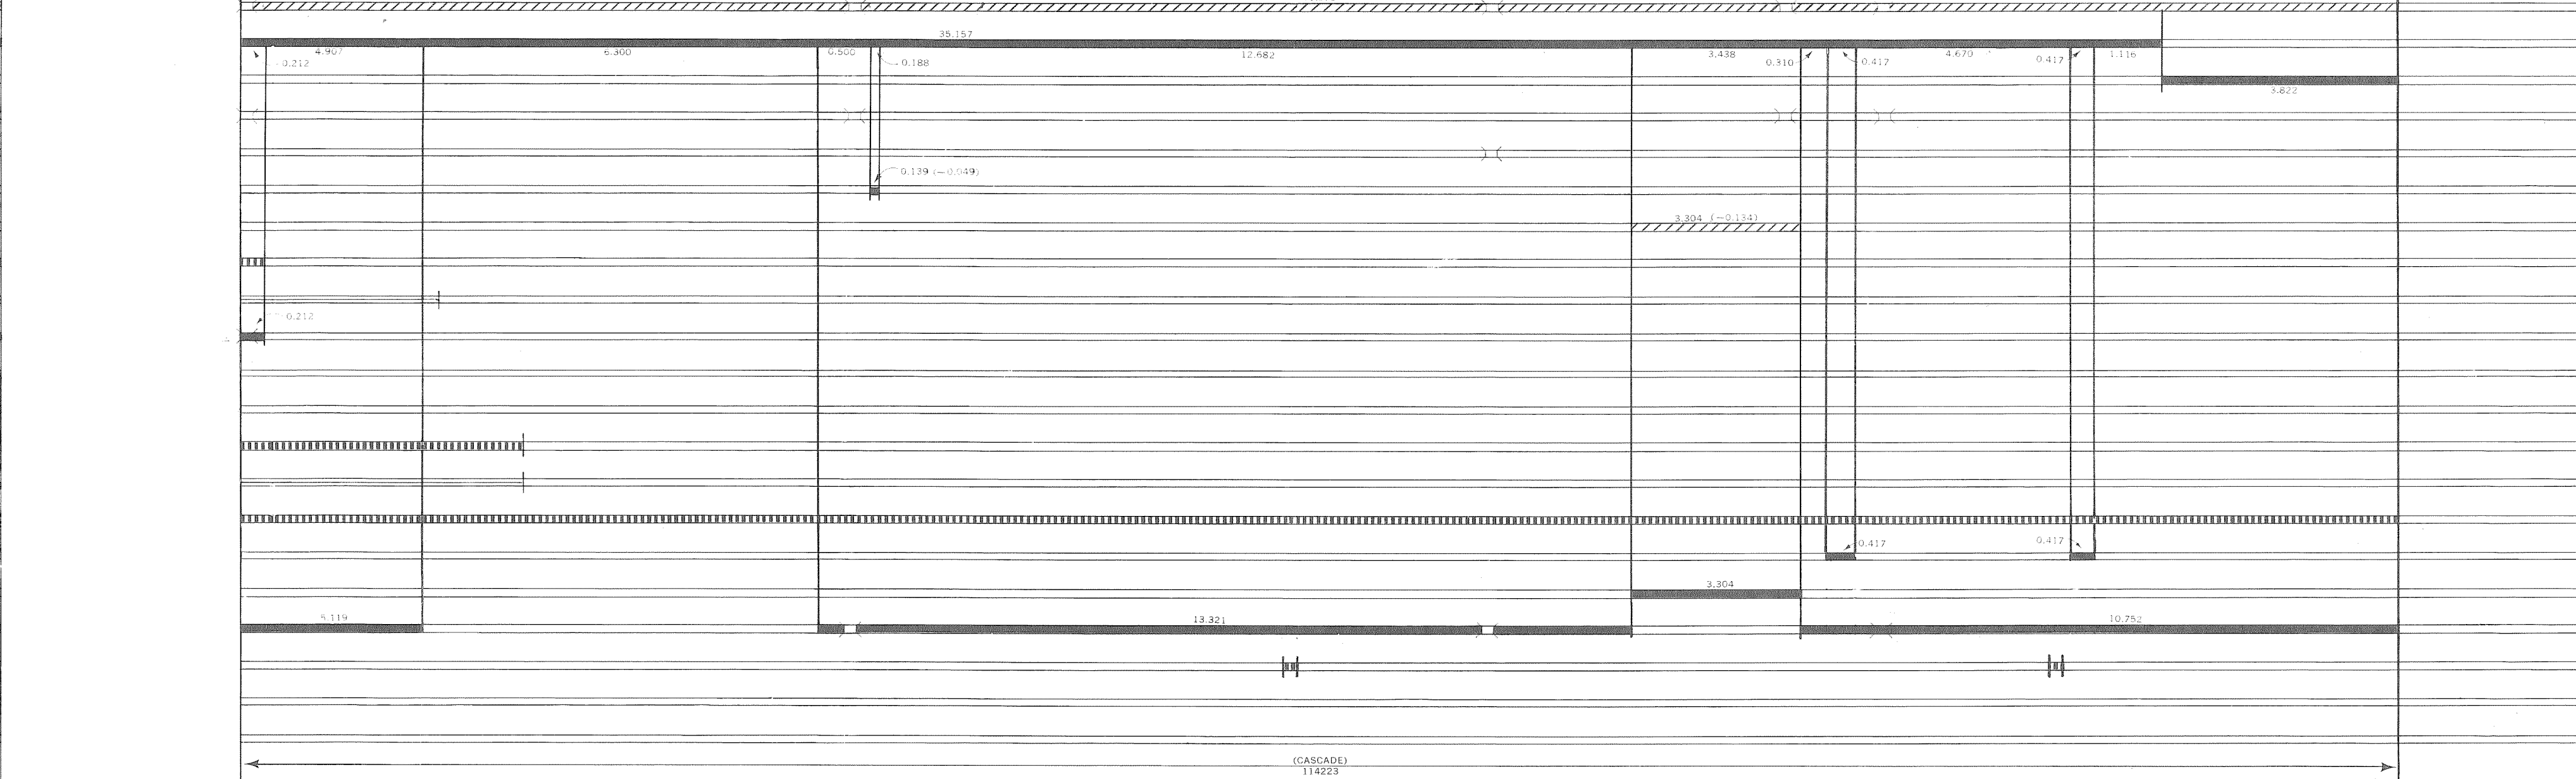 35.157
4.907 6.300 0.500 12.682 3.438 4.670 1.116
0.212 0.188 0.310 0.417 0.417
3.822
0.139 (−0.049)
3.304 (−0.134)
0.212
0.417 0.417
3.304
5.119 13.321 10.752
(CASCADE)
114223